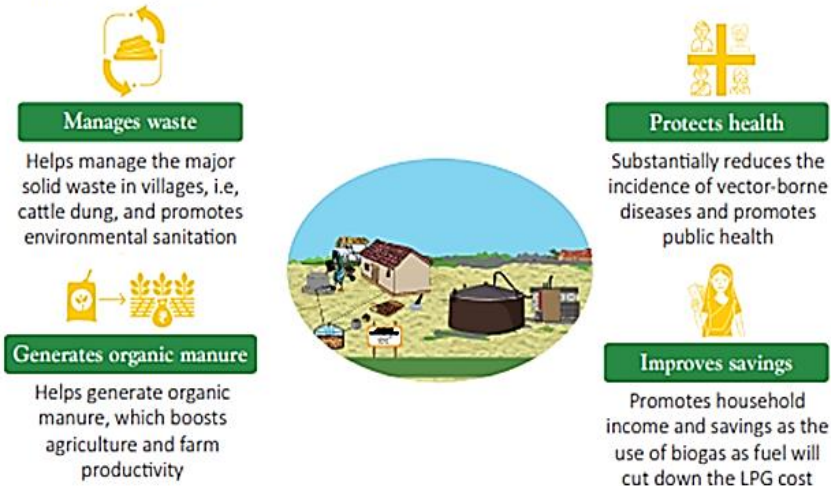 Manages waste
Helps manage the major
solid waste in villages, i.e,
cattle dung, and promotes
environmental sanitation
Generates organic manure
Helps generate organic
manure, which boosts
agriculture and farm
productivity
Protects health
Substantially reduces the
incidence of vector-borne
diseases and promotes
public health
Improves savings
Promotes household
income and savings as the
use of biogas as fuel will
cut down the LPG cost